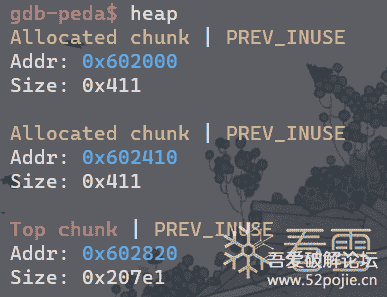 gdb-peda$ heap
Allocated chunk | PREV_INUSE
Addr: 0x602000
Size: 0x411
Allocated chunk | PREV_INUSE
Addr: 0x602410
Size: 0x411
Top chunk | PREV_INUSE
Addr: 0x602820
Size: 0x207e1
看雪
吾爱破解论坛
www.52pojie.cn